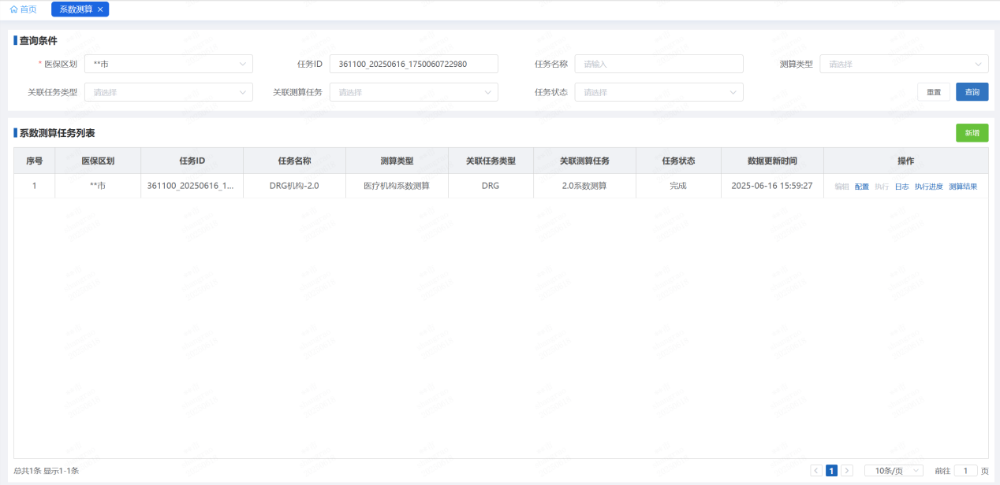 首页 系数测算 ×
查询条件
* 医保区划 **市 任务ID 361100_20250616_1750060722980 任务名称 请输入 测算类型 请选择
关联任务类型 请选择 关联测算任务 请选择 任务状态 请选择 重置 查询
系数测算任务列表 新增
序号 医保区划 任务ID 任务名称 测算类型 关联任务类型 关联测算任务 任务状态 数据更新时间 操作
1 **市 361100_20250616_1... DRG机构-2.0 医疗机构系数测算 DRG 2.0系数测算 完成 2025-06-16 15:59:27 编辑 配置 执行 日志 执行进度 测算结果
总共1条 显示1-1条 < 1 > 10条/页 前往 1 页